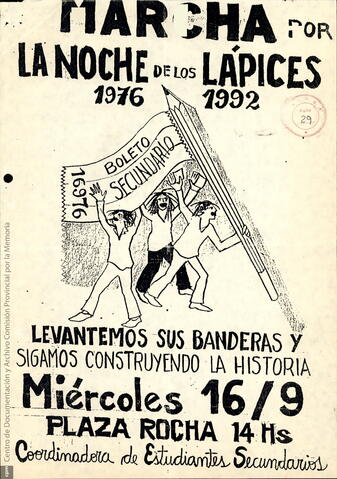 MARCHA POR
LA NOCHE DE LOS LÁPICES
1976 1992
29
BOLETO
SECUNDARIO
16976
LEVANTEMOS SUS BANDERAS Y
SIGAMOS CONSTRUYENDO LA HISTORIA
Miércoles 16/9
PLAZA ROCHA 14 Hs
Coordinadora de Estudiantes Secundarios
Centro de Documentación y Archivo Comisión Provincial por la Memoria